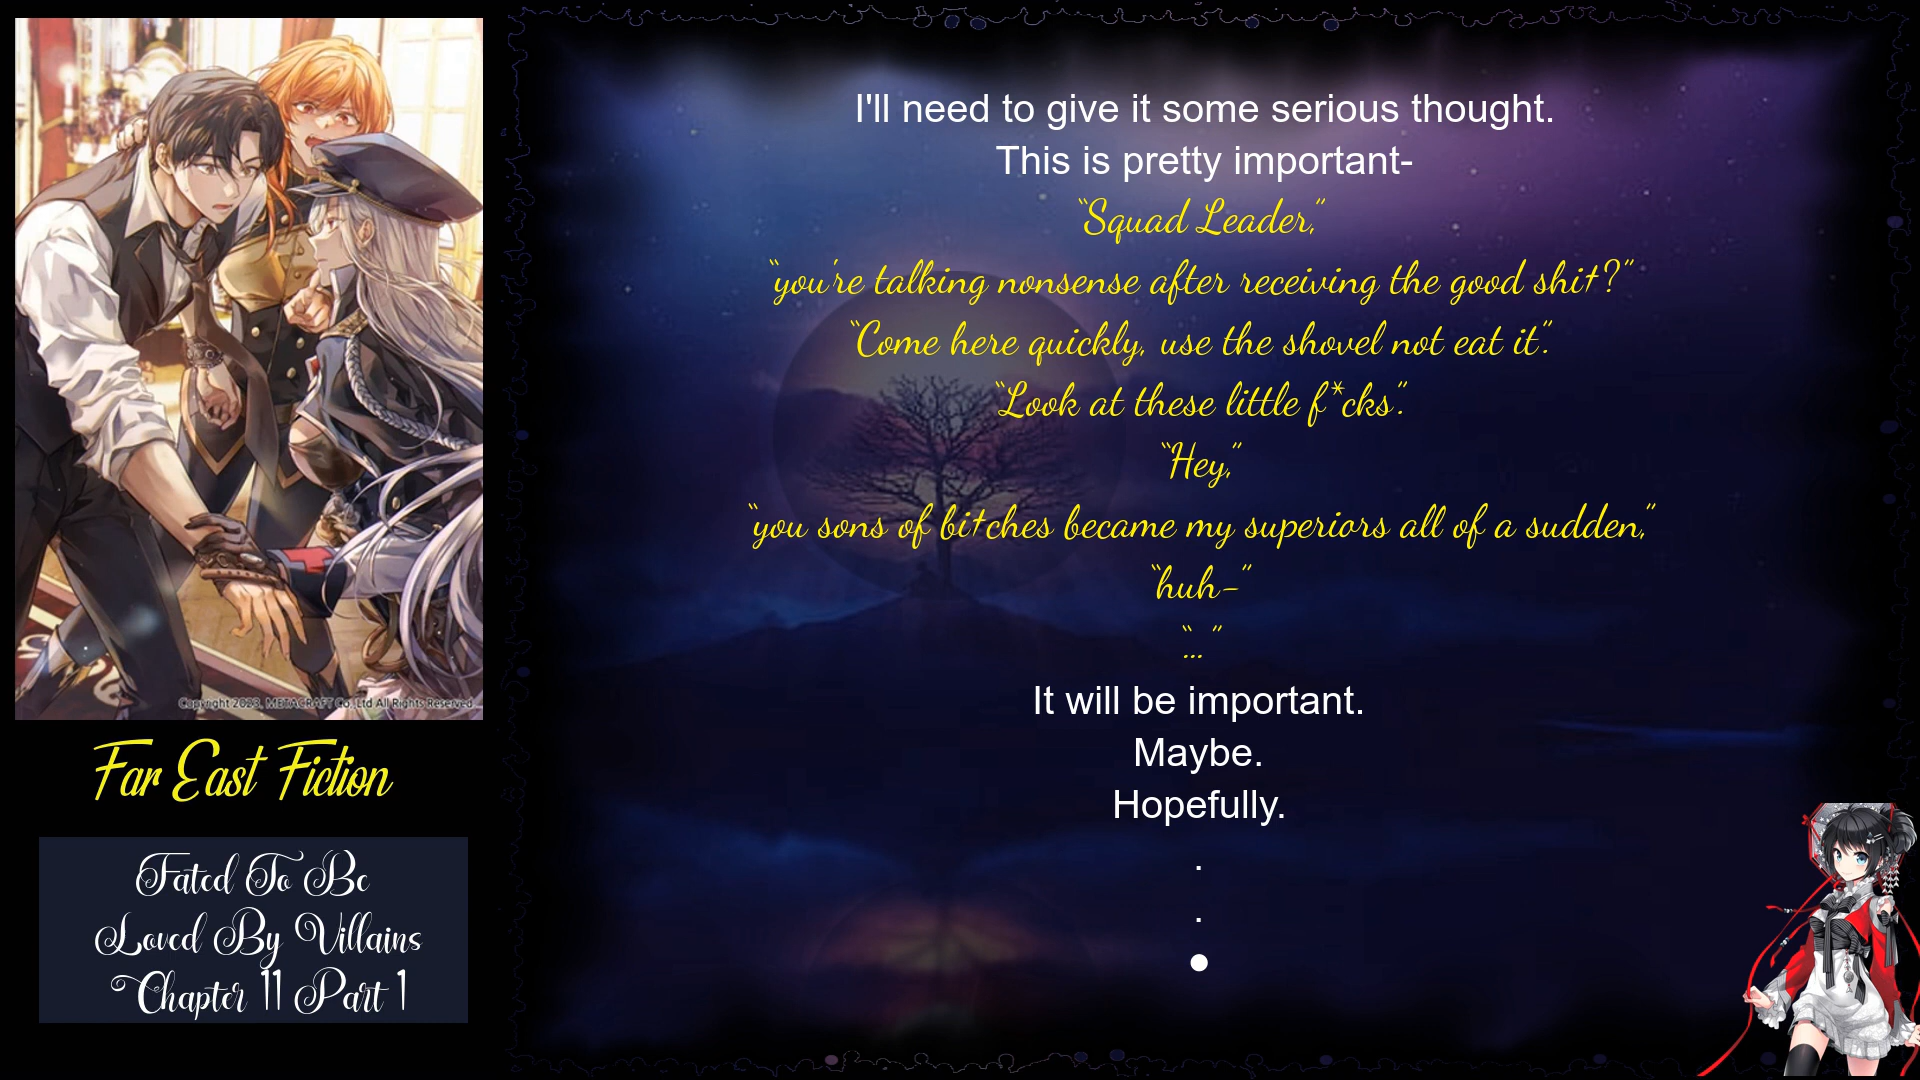 Copyright 2023. METACRAFT Co,.Ltd All Rights Reserved
Far East Fiction
Fated To Be
Loved By Villains
Chapter 11 Part 1
I'll need to give it some serious thought.
This is pretty important-
“Squad Leader,”
“you're talking nonsense after receiving the good shi†?”
“Come here quickly, use the shovel not eat it”.
“Look at these little f*cks”.
“Hey,”
“you sons of bi†ches became my superiors all of a sudden,”
“huh-”
“...”
It will be important.
Maybe.
Hopefully.
.
.
●